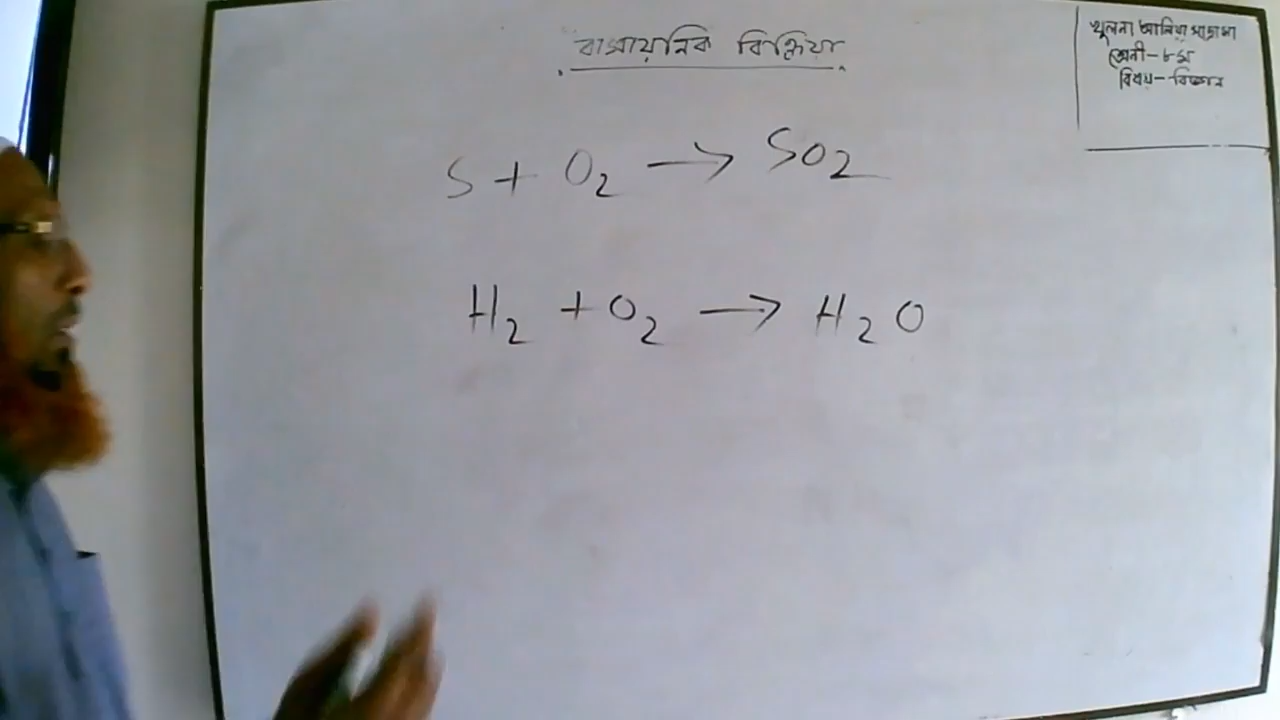 রাসায়নিক বিক্রিয়া
খুলনা আলিয়া মাদ্রাসা
শ্রেনী-৮ম
বিষয়-বিজ্ঞান
S + O₂ → SO₂
H₂ + O₂ → H₂O